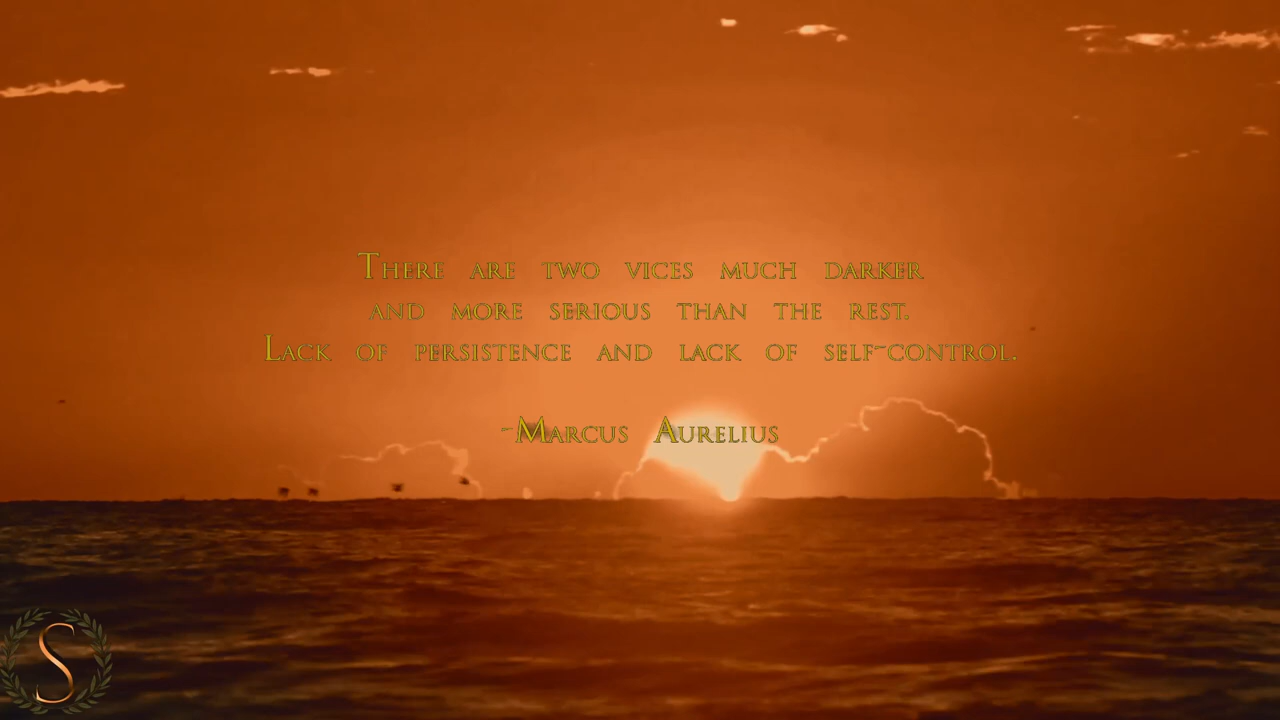 There are two vices much darker
and more serious than the rest.
Lack of persistence and lack of self-control.
-Marcus Aurelius
S